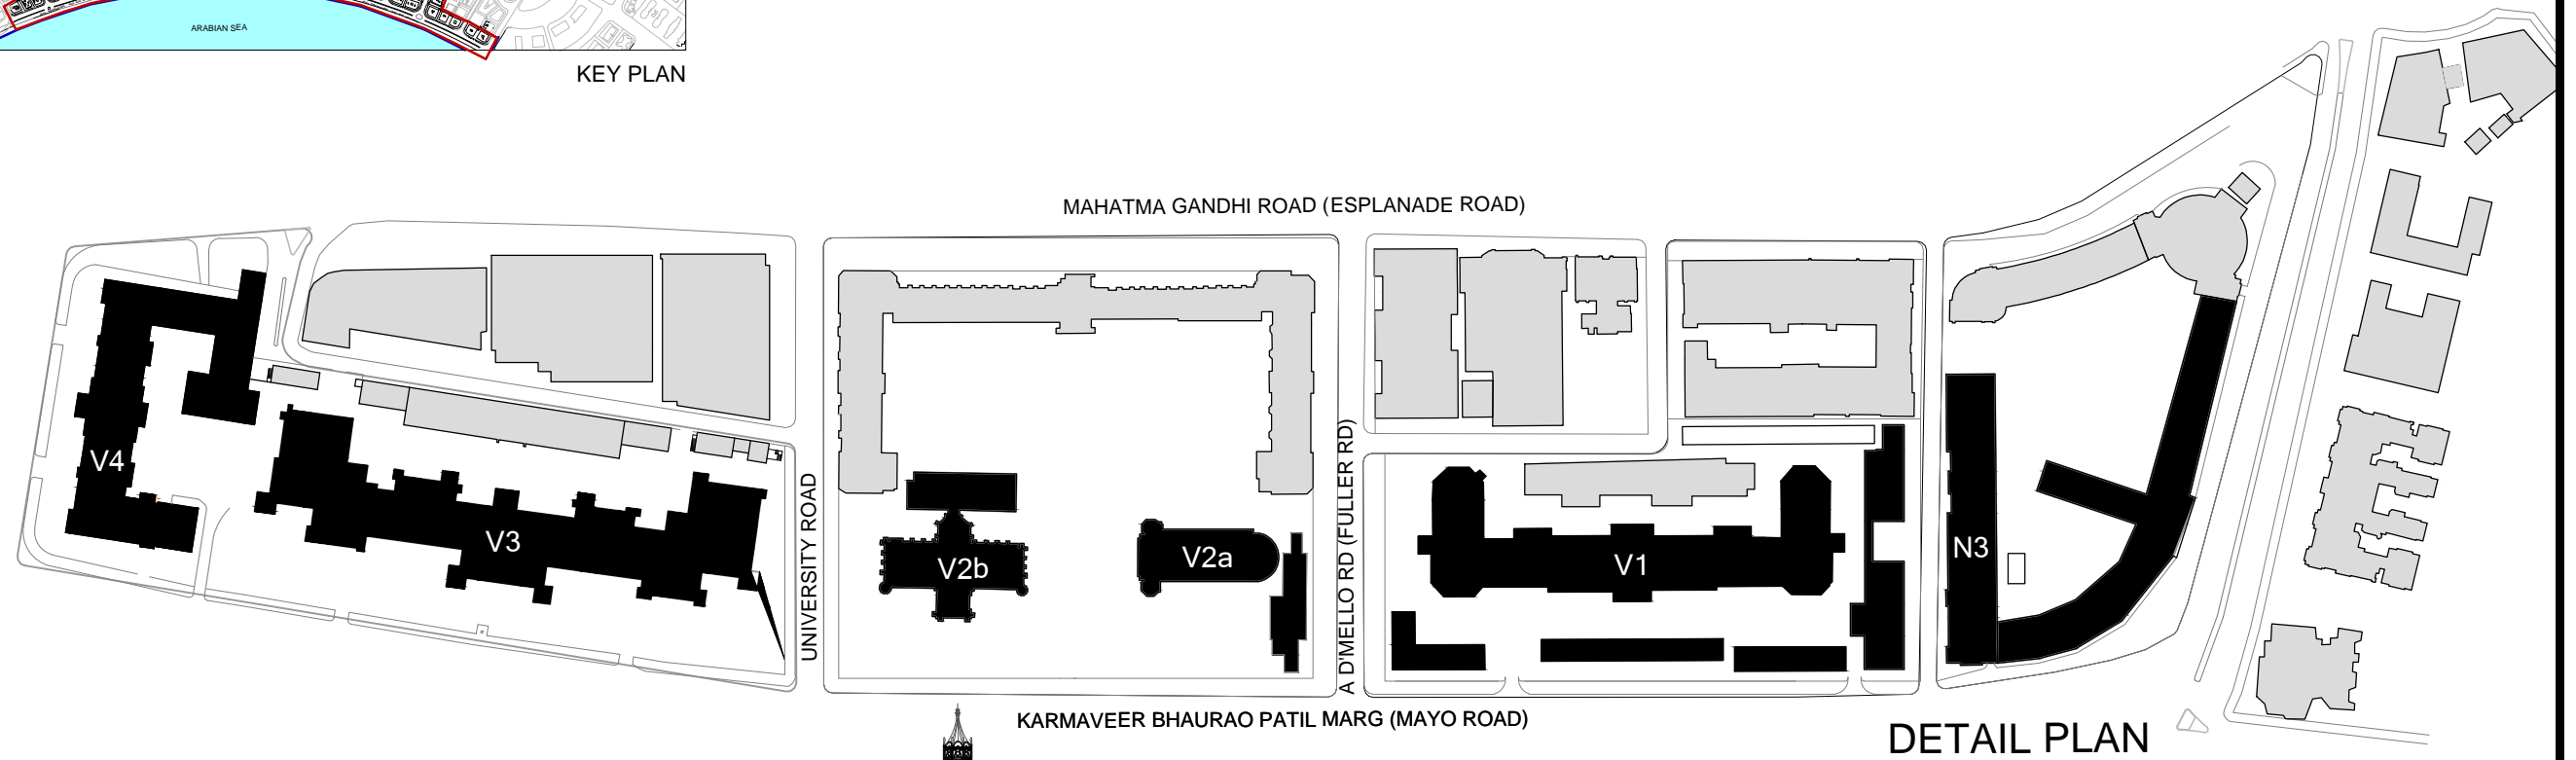 ARABIAN SEA
KEY PLAN
MAHATMA GANDHI ROAD (ESPLANADE ROAD)
V4
V3
UNIVERSITY ROAD
V2b
V2a
A D'MELLO RD (FULLER RD)
V1
N3
KARMAVEER BHAURAO PATIL MARG (MAYO ROAD)
DETAIL PLAN